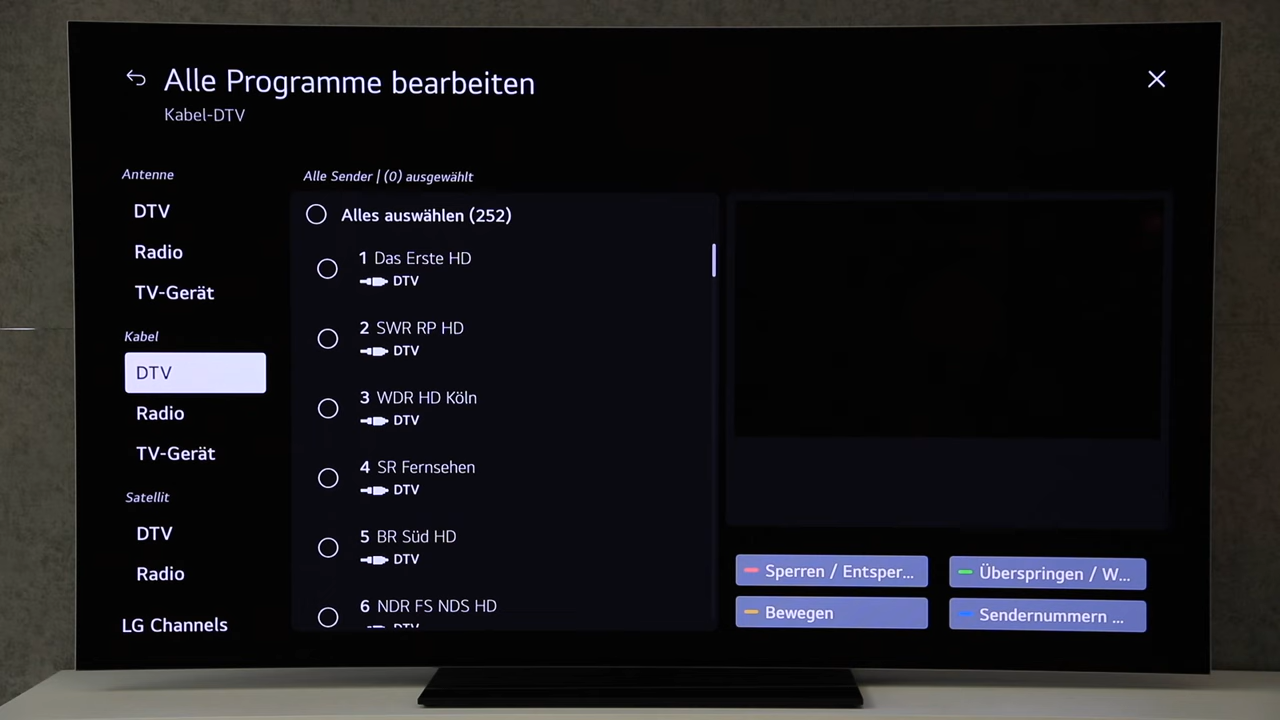 Alle Programme bearbeiten
Kabel-DTV
Antenne
DTV
Radio
TV-Gerät
Kabel
DTV
Radio
TV-Gerät
Satellit
DTV
Radio
LG Channels
Alle Sender | (0) ausgewählt
Alles auswählen (252)
1 Das Erste HD
DTV
2 SWR RP HD
DTV
3 WDR HD Köln
DTV
4 SR Fernsehen
DTV
5 BR Süd HD
DTV
6 NDR FS NDS HD
DTV
Sperren / Entsper...
Überspringen / W...
Bewegen
Sendernummern ...